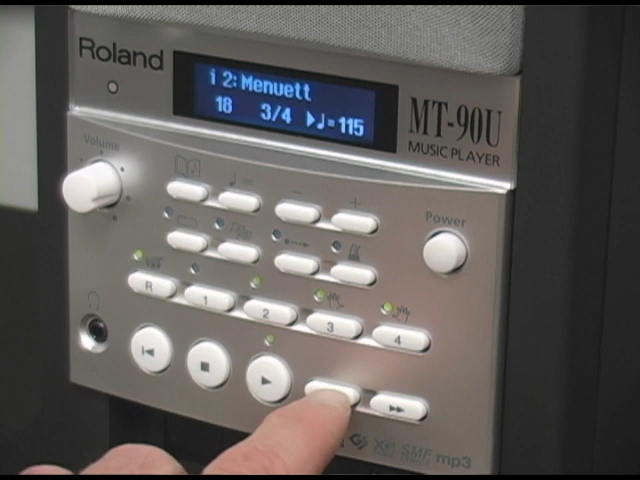 Roland
i 2: Menuett
18 3/4 ▶♩=115
MT-90U
MUSIC PLAYER
Volume
- +
Power
R 1 2 3 4
SMF mp3